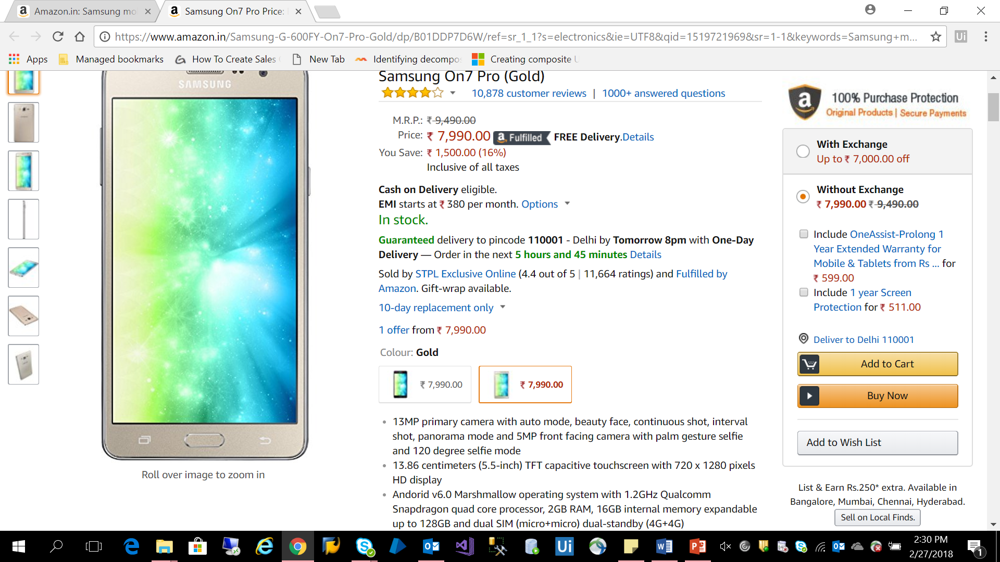 Amazon.in: Samsung mo
Samsung On7 Pro Price:
https://www.amazon.in/Samsung-G-600FY-On7-Pro-Gold/dp/B01DDP7D6W/ref=sr_1_1?s=electronics&ie=UTF8&qid=1519721969&sr=1-1&keywords=Samsung+m...
Apps
Managed bookmarks
How To Create Sales
New Tab
Identifying decompo
Creating composite
SAMSUNG
Roll over image to zoom in
Samsung On7 Pro (Gold)
10,878 customer reviews | 1000+ answered questions
M.R.P.: ₹ 9,490.00
Price: ₹ 7,990.00 a Fulfilled FREE Delivery.Details
You Save: ₹ 1,500.00 (16%)
Inclusive of all taxes
Cash on Delivery eligible.
EMI starts at ₹ 380 per month. Options
In stock.
Guaranteed delivery to pincode 110001 - Delhi by Tomorrow 8pm with One-Day
Delivery — Order in the next 5 hours and 45 minutes Details
Sold by STPL Exclusive Online (4.4 out of 5 | 11,664 ratings) and Fulfilled by
Amazon. Gift-wrap available.
10-day replacement only
1 offer from ₹ 7,990.00
Colour: Gold
₹ 7,990.00
₹ 7,990.00
13MP primary camera with auto mode, beauty face, continuous shot, interval
shot, panorama mode and 5MP front facing camera with palm gesture selfie
and 120 degree selfie mode
13.86 centimeters (5.5-inch) TFT capacitive touchscreen with 720 x 1280 pixels
HD display
Andorid v6.0 Marshmallow operating system with 1.2GHz Qualcomm
Snapdragon quad core processor, 2GB RAM, 16GB internal memory expandable
up to 128GB and dual SIM (micro+micro) dual-standby (4G+4G)
100% Purchase Protection
Original Products | Secure Payments
With Exchange
Up to ₹ 7,000.00 off
Without Exchange
₹ 7,990.00 ₹ 9,490.00
Include OneAssist-Prolong 1
Year Extended Warranty for
Mobile & Tablets from Rs ... for
₹ 599.00
Include 1 year Screen
Protection for ₹ 511.00
Deliver to Delhi 110001
Add to Cart
Buy Now
Add to Wish List
List & Earn Rs.250* extra. Available in
Bangalore, Mumbai, Chennai, Hyderabad.
Sell on Local Finds.
Ui
Ui
2:30 PM
2/27/2018
1